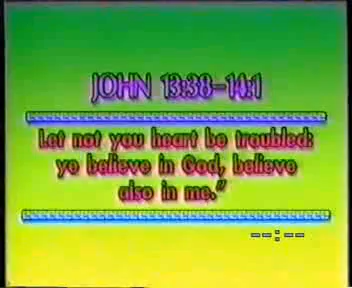 JOHN 13:38-14:1
Let not you heart be troubled:
ye believe in God, believe
also in me."
--:--